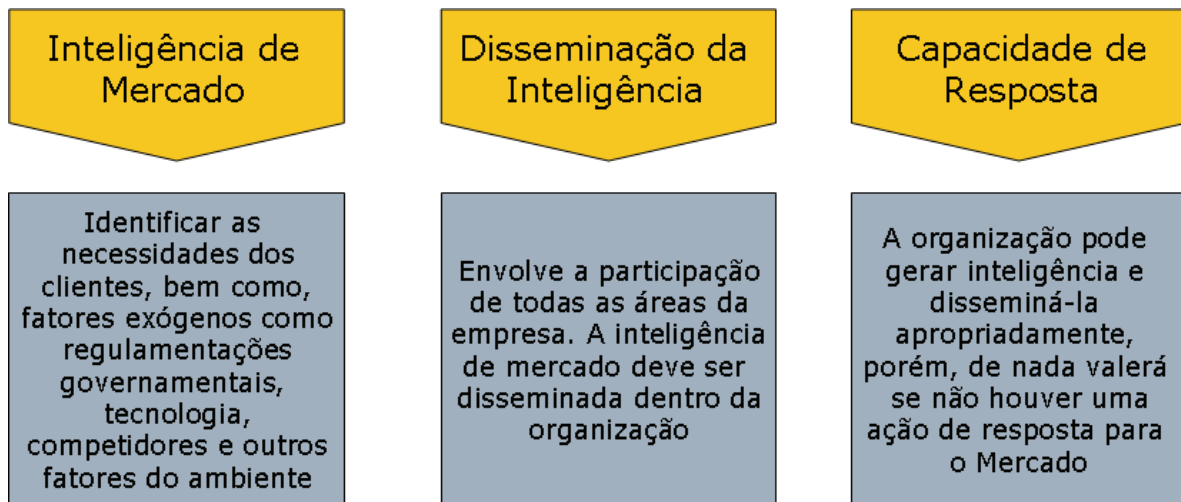 Inteligência de
Mercado
Disseminação da
Inteligência
Capacidade de
Resposta
Identificar as
necessidades dos
clientes, bem como,
fatores exógenos como
regulamentações
governamentais,
tecnologia,
competidores e outros
fatores do ambiente
Envolve a participação
de todas as áreas da
empresa. A inteligência
de mercado deve ser
disseminada dentro da
organização
A organização pode
gerar inteligência e
disseminá-la
apropriadamente,
porém, de nada valerá
se não houver uma
ação de resposta para
o Mercado